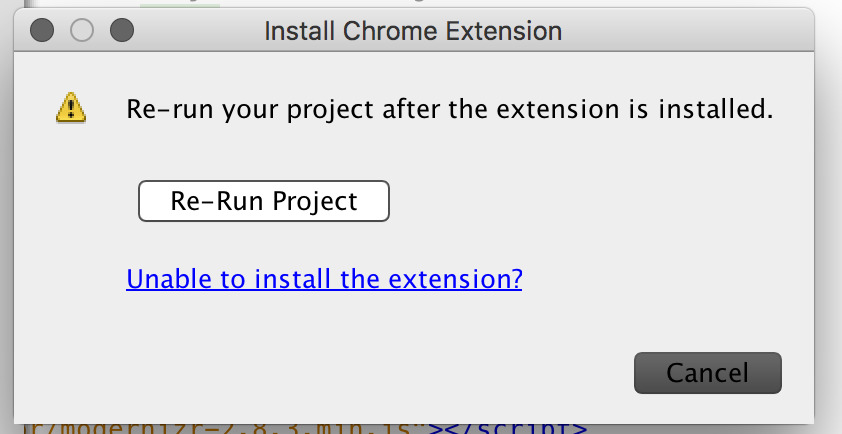 Install Chrome Extension
Re-run your project after the extension is installed.
Re-Run Project
Unable to install the extension?
Cancel
r/modernizr-2.8.3.min.js"></script>